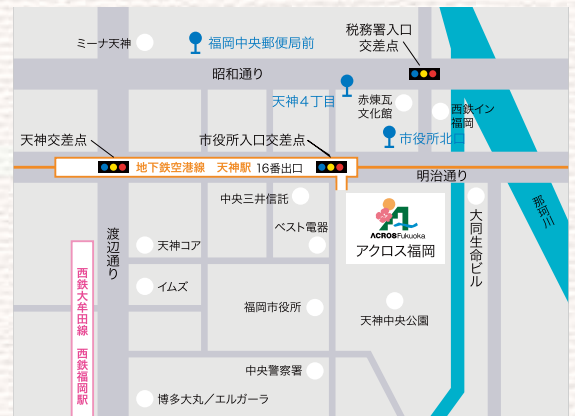 税務署入口
交差点
ミーナ天神
福岡中央郵便局前
昭和通り
天神4丁目
赤煉瓦
文化館
西鉄イン
福岡
市役所北口
天神交差点
市役所入口交差点
地下鉄空港線 天神駅 16番出口
明治通り
中央三井信託
ベスト電器
ACROS Fukuoka
アクロス福岡
大同生命ビル
那珂川
渡辺通り
天神コア
イムズ
福岡市役所
天神中央公園
西鉄大牟田線 西鉄福岡駅
中央警察署
博多大丸/エルガーラ